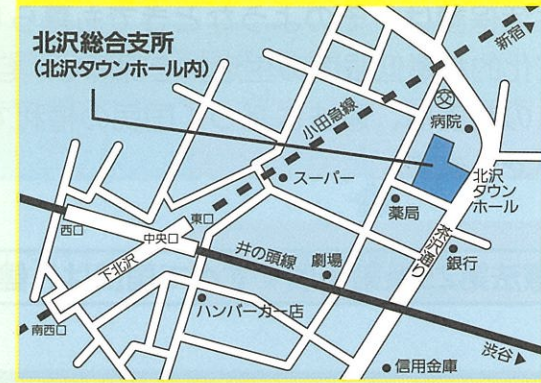 北沢総合支所
(北沢タウンホール内)
新宿
小田急線
交
病院
スーパー
北沢
タウン
ホール
薬局
東口
西口
中央口
下北沢
井の頭線
劇場
茶沢通り
銀行
ハンバーガー店
南西口
渋谷
信用金庫